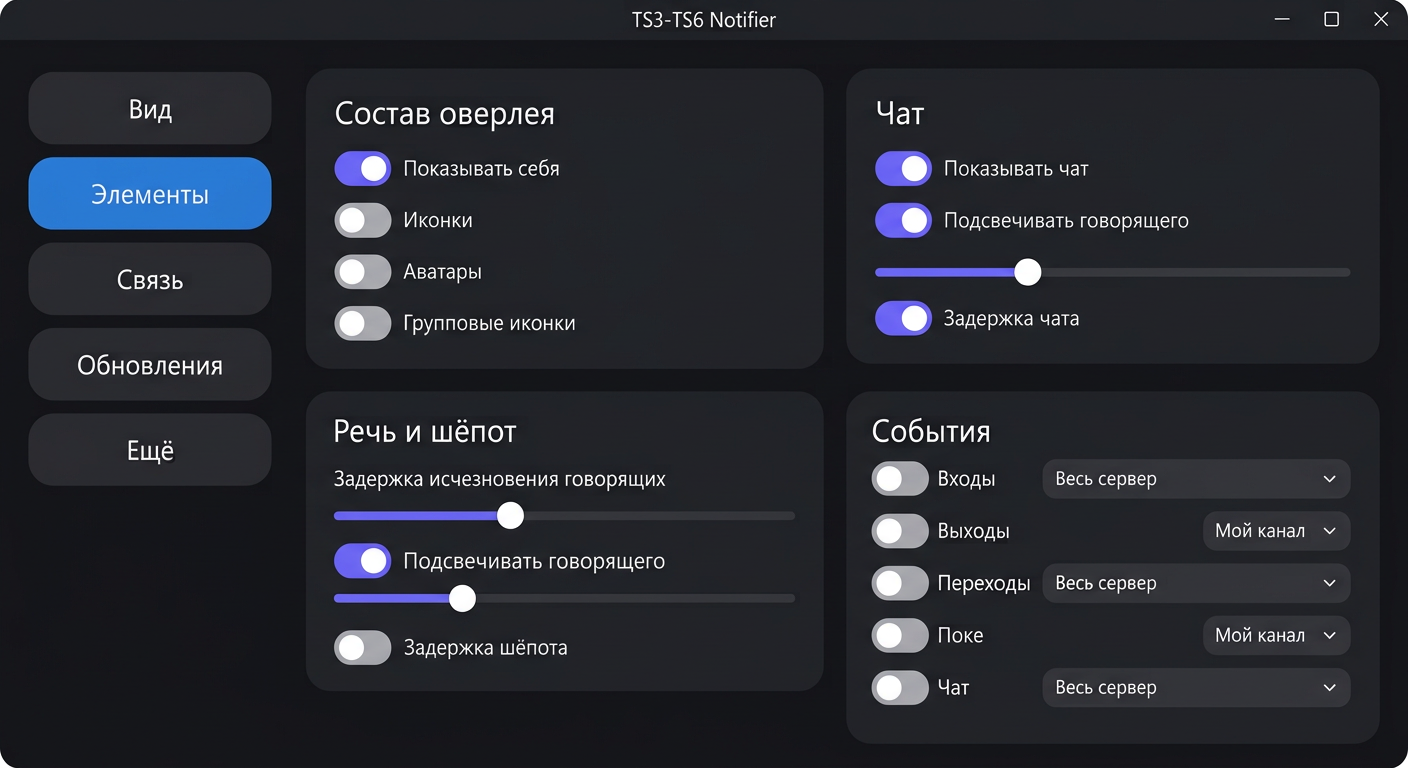 TS3-TS6 Notifier
Вид
Элементы
Связь
Обновления
Ещё
Состав оверлея
Показывать себя
Иконки
Аватары
Групповые иконки
Чат
Показывать чат
Подсвечивать говорящего
Задержка чата
Речь и шёпот
Задержка исчезновения говорящих
Подсвечивать говорящего
Задержка шёпота
События
Входы Весь сервер
Выходы Мой канал
Переходы Весь сервер
Поке Мой канал
Чат Весь сервер